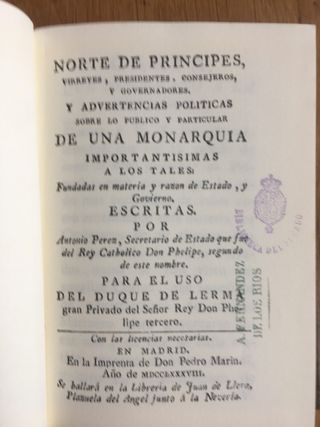 NORTE DE PRINCIPES,
VIRREYES, PRESIDENTES, CONSEJEROS,
Y GOVERNADORES,
Y ADVERTENCIAS POLITICAS
SOBRE LO PUBLICO Y PARTICULAR
DE UNA MONARQUIA
IMPORTANTISIMAS
A LOS TALES:
Fundadas en materia y razon de Estado, y
Govierno.
ESCRITAS.
POR
Antonio Perez, Secretario de Estado que fue
del Rey Catholico Don Phelipe, segundo
de este nombre.
PARA EL USO
DEL DUQUE DE LERMA
gran Privado del Señor Rey Don Phe-
lipe tercero.
Con las licencias necesarias.
EN MADRID.
En la Imprenta de Don Pedro Marin.
Año de MDCCLXXXVIII.
Se hallará en la Libreria de Juan de Llera,
Plazuela del Angel junto á la Neveria.
A. FERNANDEZ
DE LOS RIOS